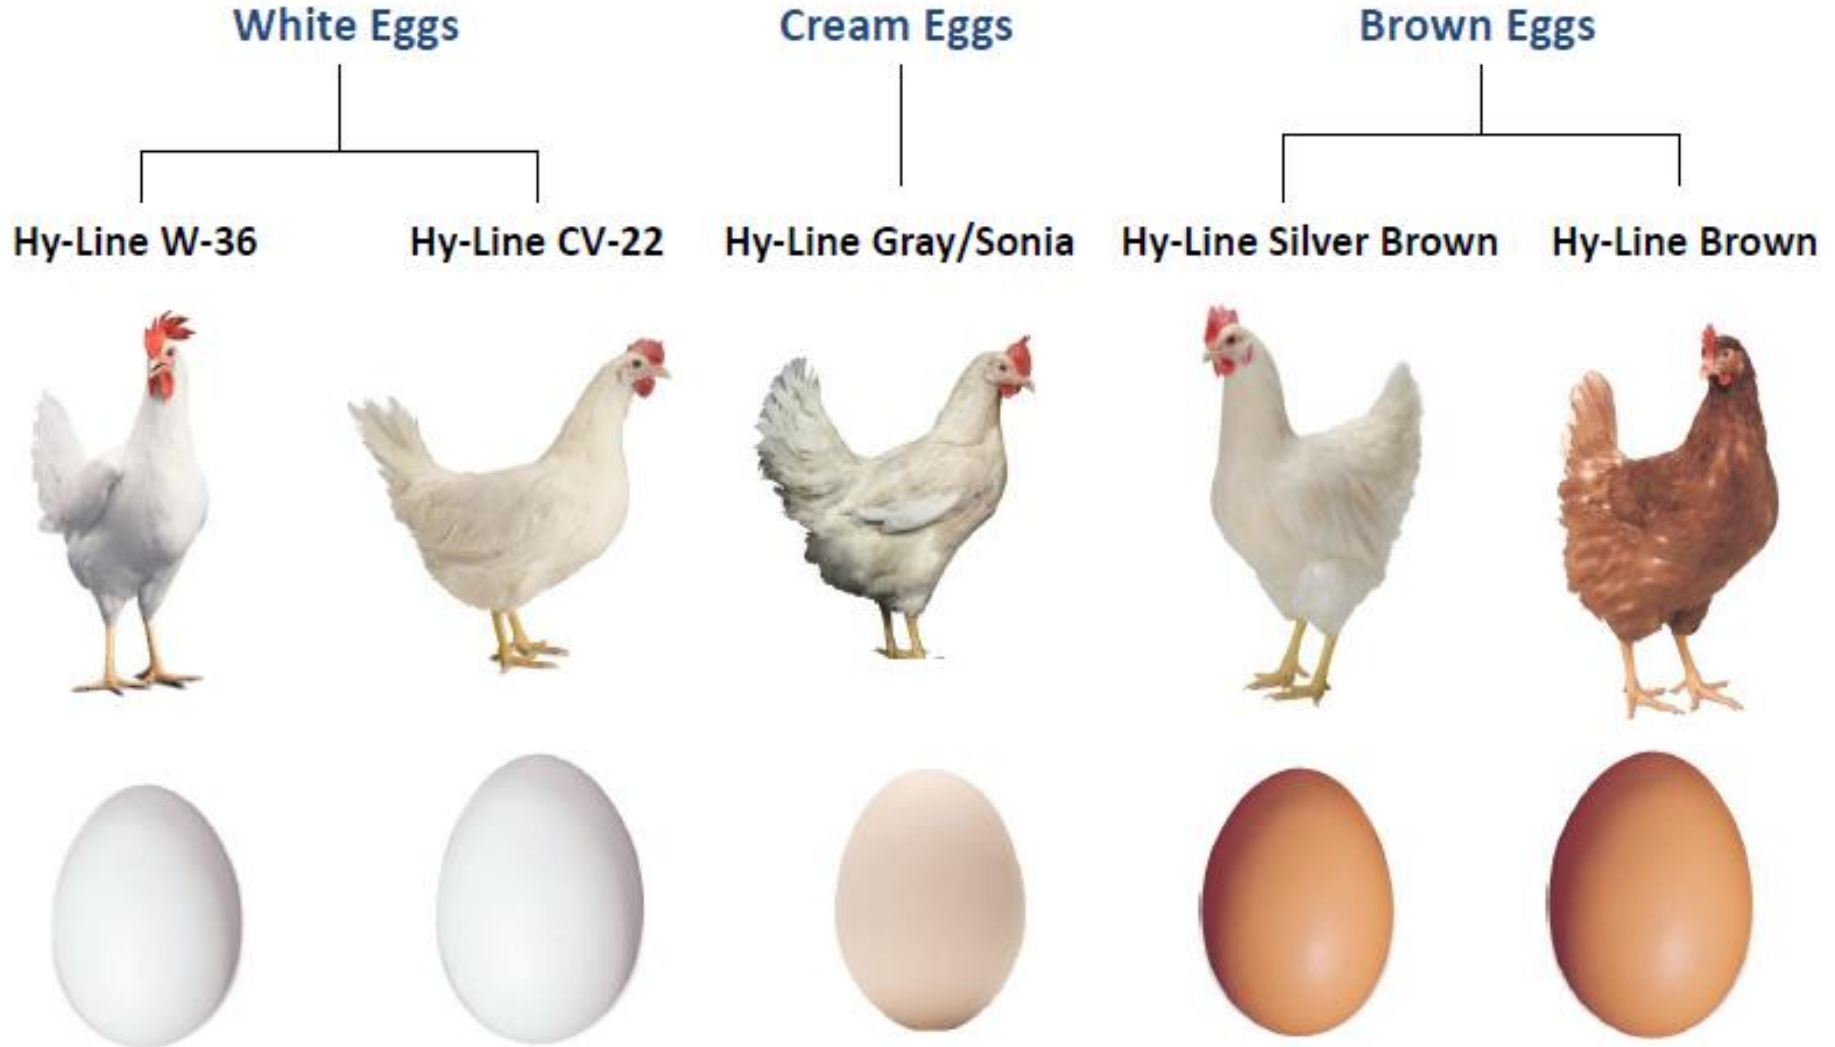 White Eggs
Cream Eggs
Brown Eggs
Hy-Line W-36
Hy-Line CV-22
Hy-Line Gray/Sonia
Hy-Line Silver Brown
Hy-Line Brown